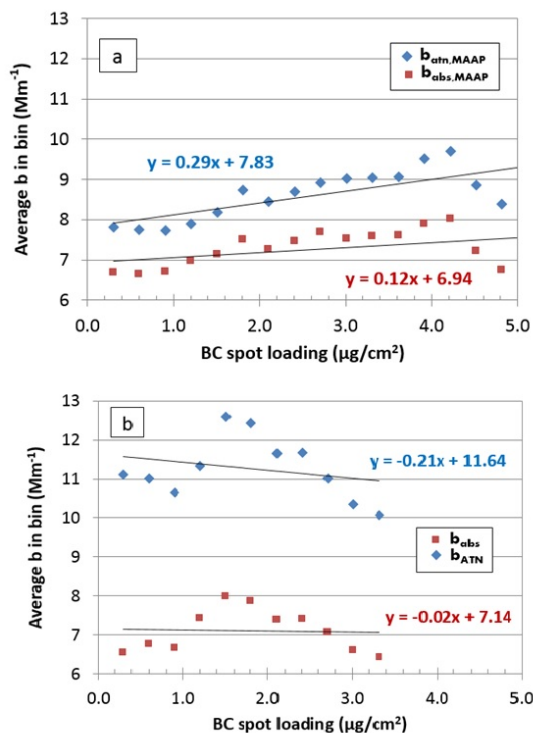 13
12
11
10
9
8
7
6
Average b in bin (Mm⁻¹)
a
b_atn,MAAP
b_abs,MAAP
y = 0.29x + 7.83
y = 0.12x + 6.94
0.0 1.0 2.0 3.0 4.0 5.0
BC spot loading (µg/cm²)
13
12
11
10
9
8
7
6
Average b in bin (Mm⁻¹)
b
y = -0.21x + 11.64
b_abs
b_ATN
y = -0.02x + 7.14
0.0 1.0 2.0 3.0 4.0 5.0
BC spot loading (µg/cm²)